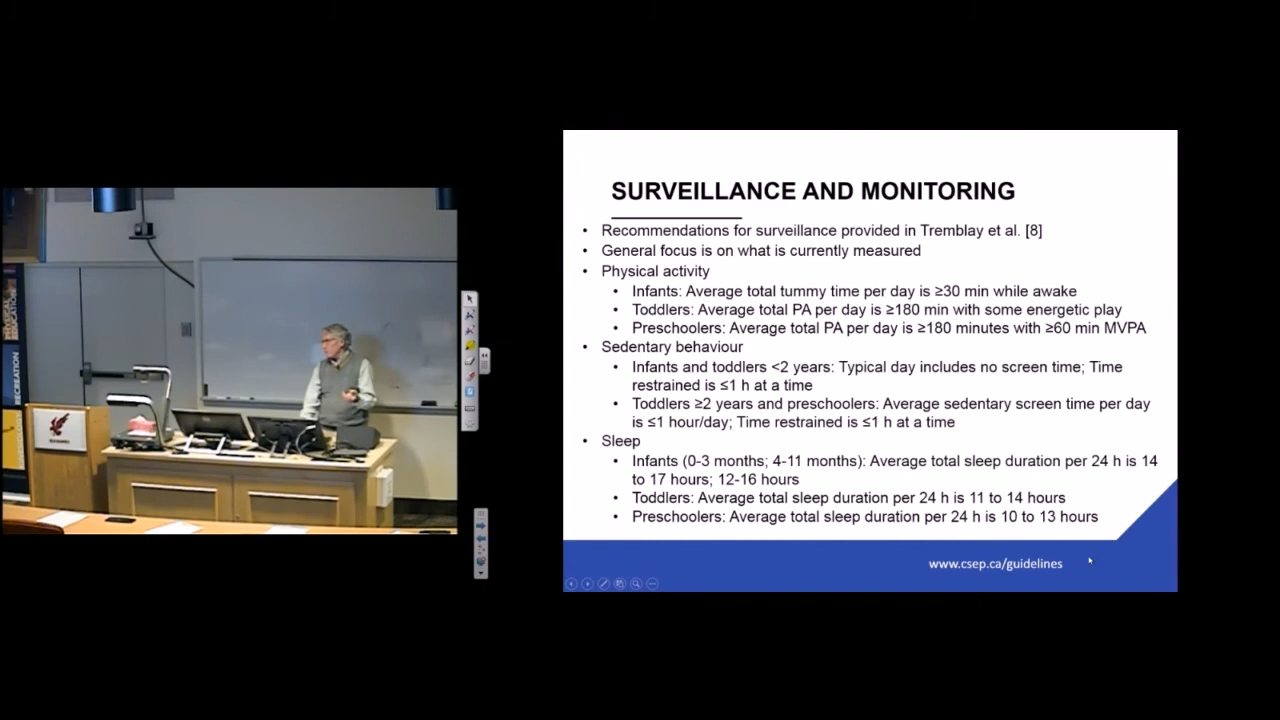 SURVEILLANCE AND MONITORING
• Recommendations for surveillance provided in Tremblay et al. [8]
• General focus is on what is currently measured
• Physical activity
• Infants: Average total tummy time per day is ≥30 min while awake
• Toddlers: Average total PA per day is ≥180 min with some energetic play
• Preschoolers: Average total PA per day is ≥180 minutes with ≥60 min MVPA
• Sedentary behaviour
• Infants and toddlers <2 years: Typical day includes no screen time; Time
restrained is ≤1 h at a time
• Toddlers ≥2 years and preschoolers: Average sedentary screen time per day
is ≤1 hour/day; Time restrained is ≤1 h at a time
• Sleep
• Infants (0-3 months; 4-11 months): Average total sleep duration per 24 h is 14
to 17 hours; 12-16 hours
• Toddlers: Average total sleep duration per 24 h is 11 to 14 hours
• Preschoolers: Average total sleep duration per 24 h is 10 to 13 hours
www.csep.ca/guidelines
PHYSICAL
EDUCATION
RECREATION